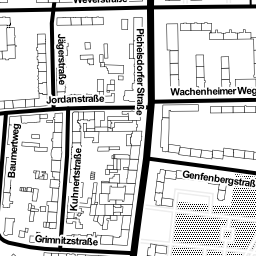 Weverstraße
Jägerstraße
Pichelsdorfer Straße
Wachenheimer Weg
Jordanstraße
Baumertweg
Kuhnertstraße
Genfenbergstraß
Grimnitzstraße